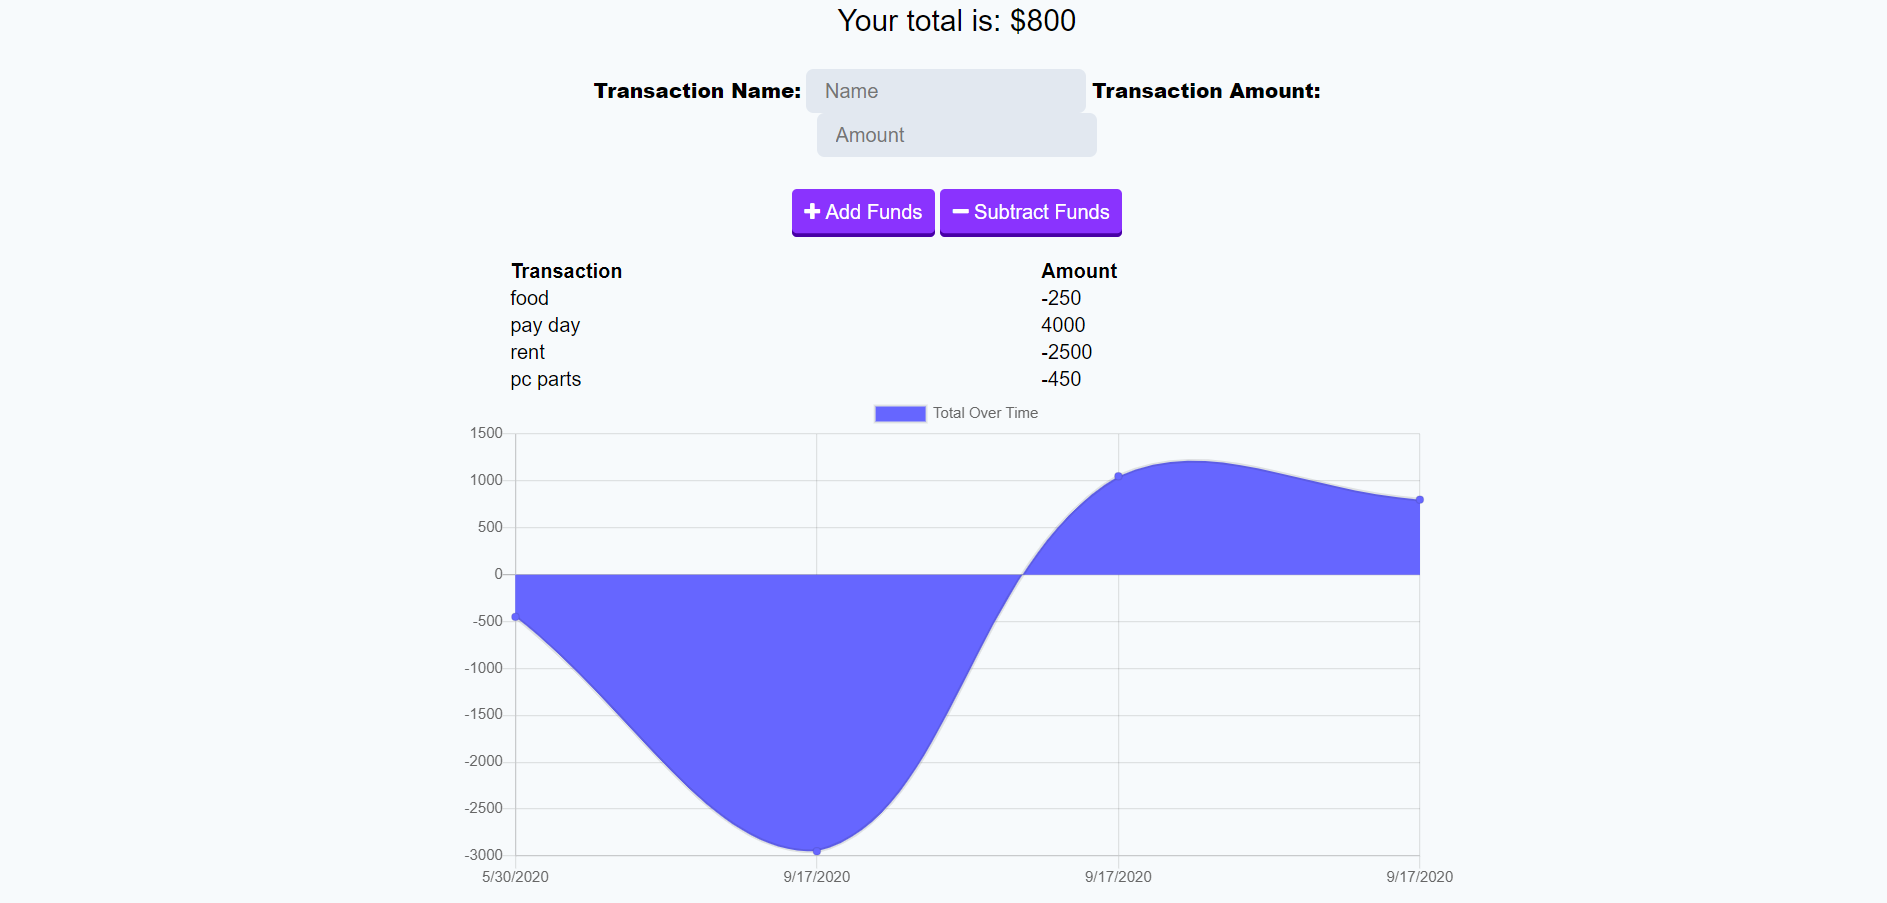 Your total is: $800
Transaction Name: Name Transaction Amount:
Amount
Add Funds Subtract Funds
Transaction Amount
food -250
pay day 4000
rent -2500
pc parts -450
Total Over Time
1500
1000
500
0
-500
-1000
-1500
-2000
-2500
-3000
5/30/2020 9/17/2020 9/17/2020 9/17/2020